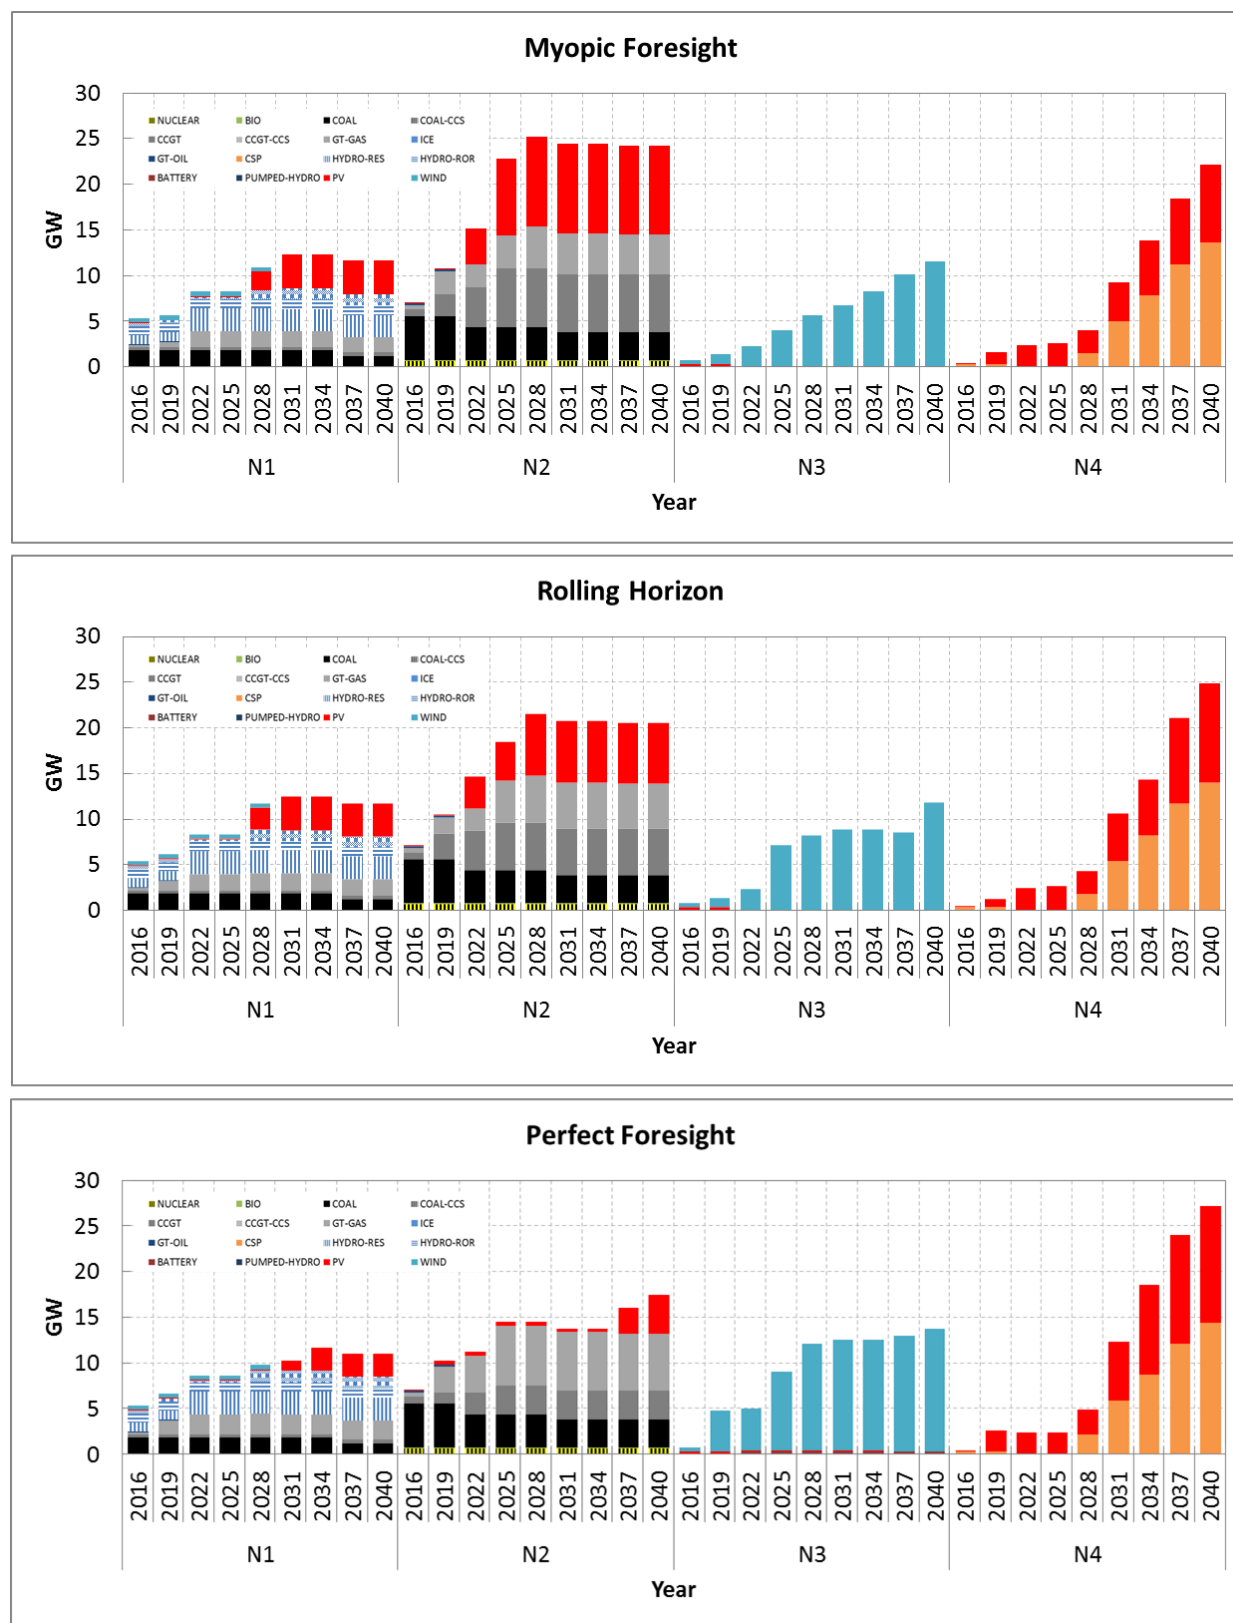 Myopic Foresight
30
25
20
15
10
5
0
GW
NUCLEAR BIO COAL COAL-CCS
CCGT CCGT-CCS GT-GAS ICE
GT-OIL CSP HYDRO-RES HYDRO-ROR
BATTERY PUMPED-HYDRO PV WIND
2016 2019 2022 2025 2028 2031 2034 2037 2040 2016 2019 2022 2025 2028 2031 2034 2037 2040 2016 2019 2022 2025 2028 2031 2034 2037 2040 2016 2019 2022 2025 2028 2031 2034 2037 2040
N1 N2 N3 N4
Year
Rolling Horizon
30
25
20
15
10
5
0
GW
NUCLEAR BIO COAL COAL-CCS
CCGT CCGT-CCS GT-GAS ICE
GT-OIL CSP HYDRO-RES HYDRO-ROR
BATTERY PUMPED-HYDRO PV WIND
2016 2019 2022 2025 2028 2031 2034 2037 2040 2016 2019 2022 2025 2028 2031 2034 2037 2040 2016 2019 2022 2025 2028 2031 2034 2037 2040 2016 2019 2022 2025 2028 2031 2034 2037 2040
N1 N2 N3 N4
Year
Perfect Foresight
30
25
20
15
10
5
0
GW
NUCLEAR BIO COAL COAL-CCS
CCGT CCGT-CCS GT-GAS ICE
GT-OIL CSP HYDRO-RES HYDRO-ROR
BATTERY PUMPED-HYDRO PV WIND
2016 2019 2022 2025 2028 2031 2034 2037 2040 2016 2019 2022 2025 2028 2031 2034 2037 2040 2016 2019 2022 2025 2028 2031 2034 2037 2040 2016 2019 2022 2025 2028 2031 2034 2037 2040
N1 N2 N3 N4
Year